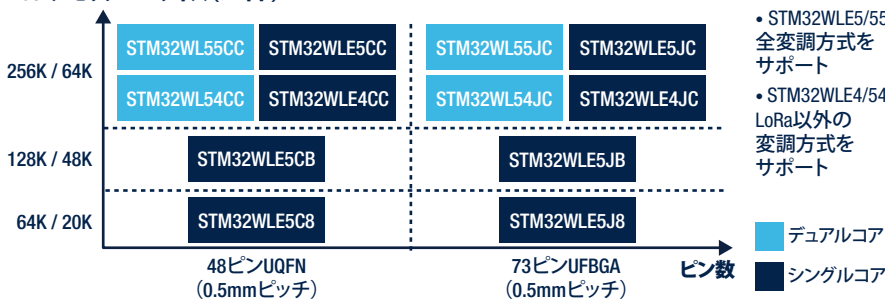 STM32WL55CC STM32WLE5CC STM32WL55JC STM32WLE5JC
256K / 64K
STM32WL54CC STM32WLE4CC STM32WL54JC STM32WLE4JC
128K / 48K STM32WLE5CB STM32WLE5JB
64K / 20K STM32WLE5C8 STM32WLE5J8
48ピンUQFN
(0.5mmピッチ)
73ピンUFBGA
(0.5mmピッチ)
ピン数
• STM32WLE5/55
全変調方式を
サポート
• STM32WLE4/54
LoRa以外の
変調方式を
サポート
デュアルコア
シングルコア